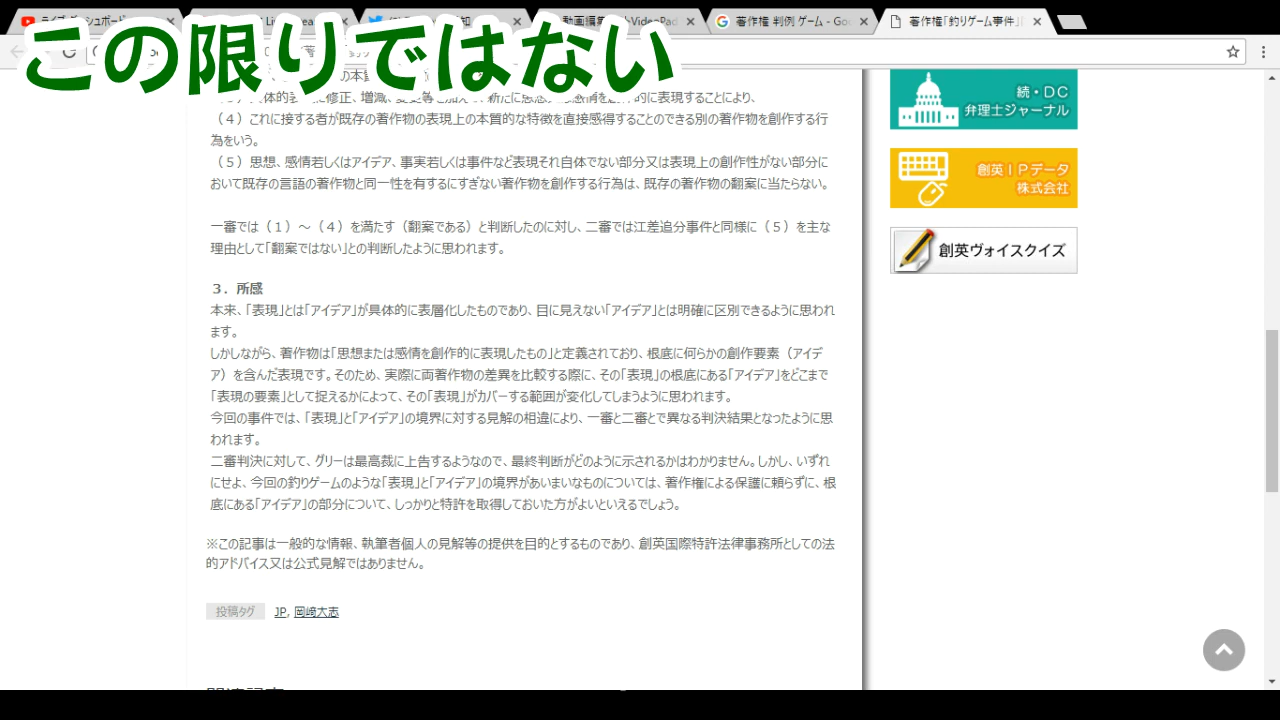 この限りではない
著作権 判例 ゲーム - Go
著作権「釣りゲーム事件」
（４）これに接する者が既存の著作物の表現上の本質的な特徴を直接感得することのできる別の著作物を創作する行
為をいう。
（５）思想、感情若しくはアイデア、事実若しくは事件など表現それ自体でない部分又は表現上の創作性がない部分に
おいて既存の言語の著作物と同一性を有するにすぎない著作物を創作する行為は、既存の著作物の翻案に当たらない。
一審では（１）～（４）を満たす（翻案である）と判断したのに対し、二審では江差追分事件と同様に（５）を主な
理由として「翻案ではない」との判断したように思われます。
３．所感
本来、「表現」とは「アイデア」が具体的に表層化したものであり、目に見えない「アイデア」とは明確に区別できるように思われ
ます。
しかしながら、著作物は「思想または感情を創作的に表現したもの」と定義されており、根底に何らかの創作要素（アイデ
ア）を含んだ表現です。そのため、実際に両著作物の差異を比較する際に、その「表現」の根底にある「アイデア」をどこまで
「表現の要素」として捉えるかによって、その「表現」がカバーする範囲が変化してしまうように思われます。
今回の事件では、「表現」と「アイデア」の境界に対する見解の相違により、一審と二審とで異なる判決結果となったように思
われます。
二審判決に対して、グリーは最高裁に上告するようなので、最終判断がどのように示されるかはわかりません。しかし、いずれ
にせよ、今回の釣りゲームのような「表現」と「アイデア」の境界があいまいなものについては、著作権による保護に頼らずに、根
底にある「アイデア」の部分について、しっかりと特許を取得しておいた方がよいといえるでしょう。
※この記事は一般的な情報、執筆者個人の見解等の提供を目的とするものであり、創英国際特許法律事務所としての法
的アドバイス又は公式見解ではありません。
投稿タグ JP, 岡﨑大志
続・DC
弁理士ジャーナル
創英ＩＰデータ
株式会社
創英ヴォイスクイズ